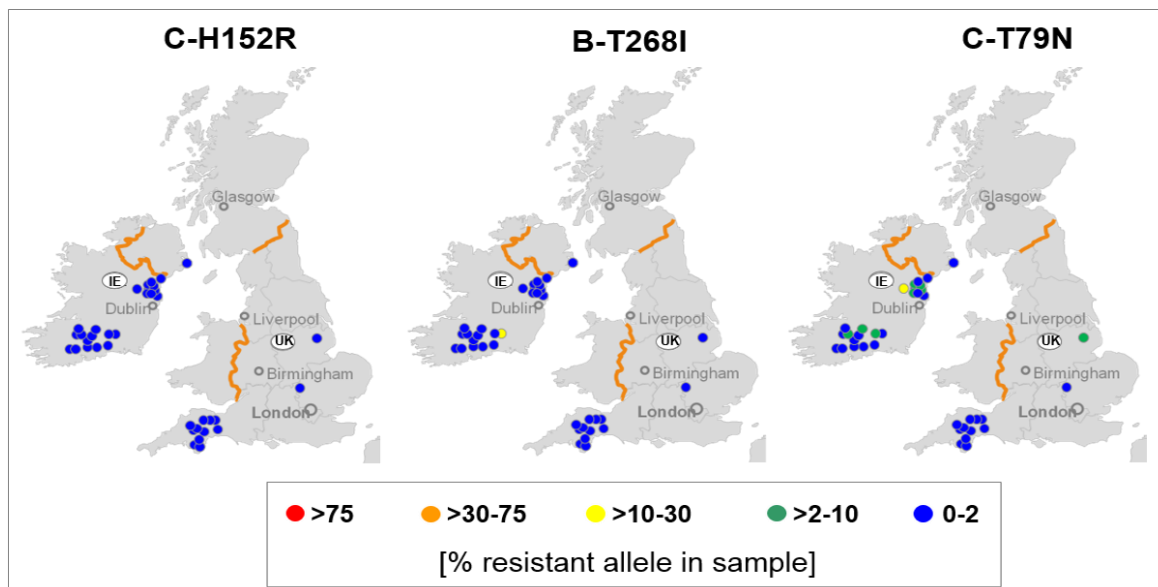 C-H152R B-T268I C-T79N
Glasgow Glasgow Glasgow
IE IE IE
Dublin Dublin Dublin
Liverpool Liverpool Liverpool
UK UK UK
Birmingham Birmingham Birmingham
London London London
>75 >30-75 >10-30 >2-10 0-2
[% resistant allele in sample]